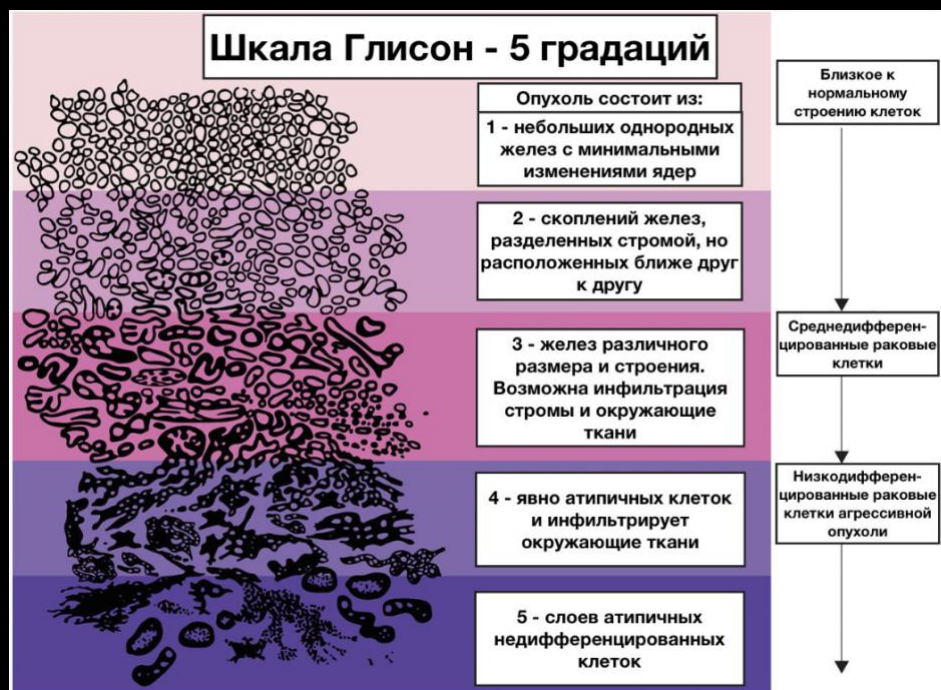 Шкала Глисон - 5 градаций
Опухоль состоит из:
1 - небольших однородных
желез с минимальными
изменениями ядер
2 - скоплений желез,
разделенных стромой, но
расположенных ближе друг
к другу
3 - желез различного
размера и строения.
Возможна инфильтрация
стромы и окружающие
ткани
4 - явно атипичных клеток
и инфильтрирует
окружающие ткани
5 - слоев атипичных
недифференцированных
клеток
Близкое к
нормальному
строению клеток
Среднедифферен-
цированные раковые
клетки
Низкодифферен-
цированные раковые
клетки агрессивной
опухоли